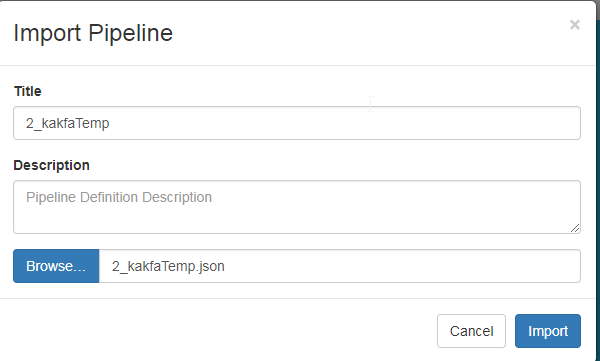 Import Pipeline
×
Title
2_kakfaTemp
Description
Pipeline Definition Description
Browse... 2_kakfaTemp.json
Cancel Import